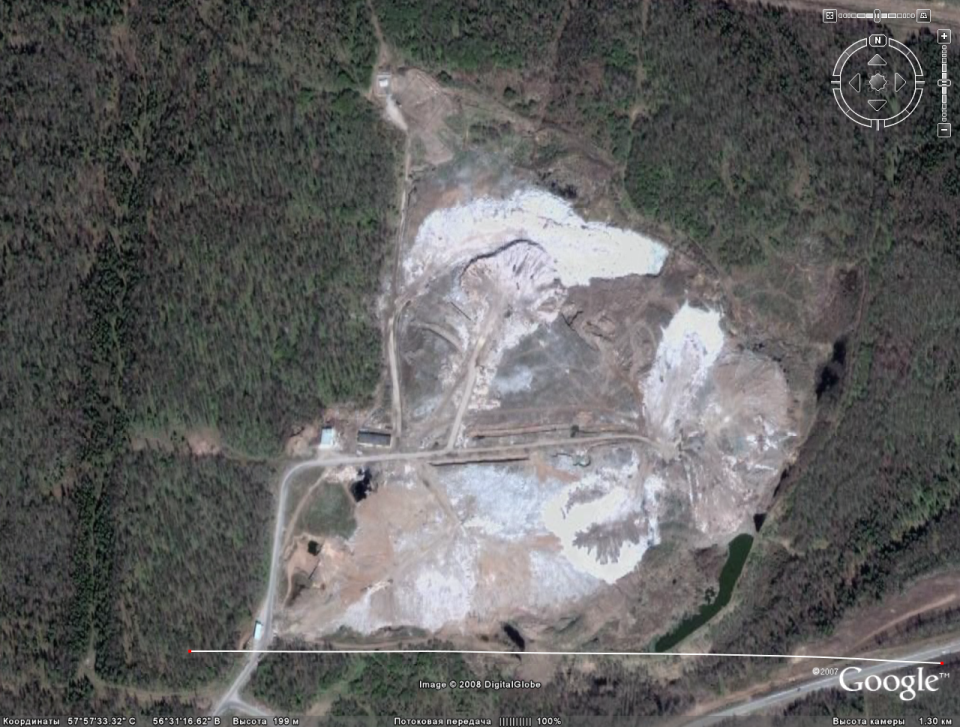 N
©2007 Google™
Image © 2008 DigitalGlobe
Координаты 57°57'33.32" С 56°31'16.62" В Высота 199 м Потоковая передача |||||||||| 100% Высота камеры 1.30 км